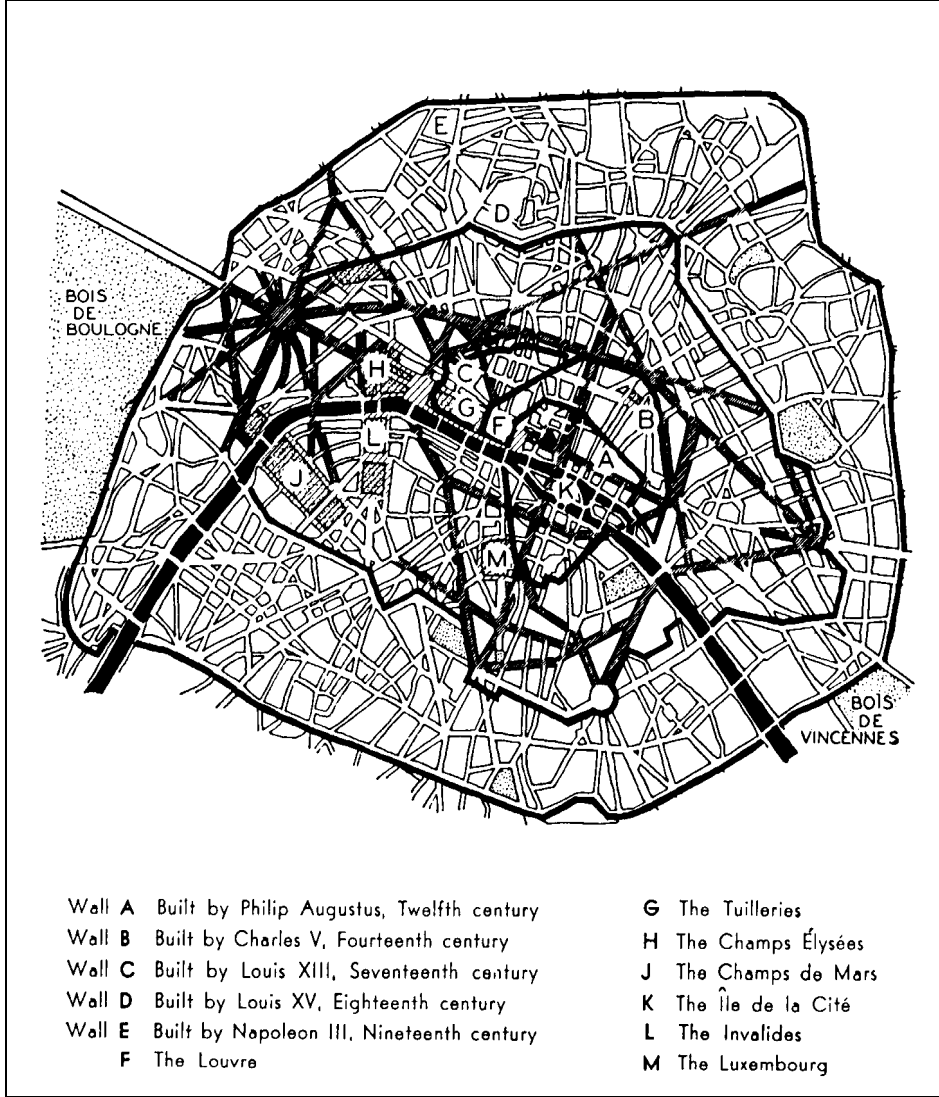 E
D
BOIS
DE
BOULOGNE
H
C
G
B
F
L
A
J
K
M
BOIS
DE
VINCENNES
Wall A Built by Philip Augustus, Twelfth century
Wall B Built by Charles V, Fourteenth century
Wall C Built by Louis XIII, Seventeenth century
Wall D Built by Louis XV, Eighteenth century
Wall E Built by Napoleon III, Nineteenth century
F The Louvre
G The Tuilleries
H The Champs Élysées
J The Champs de Mars
K The Île de la Cité
L The Invalides
M The Luxembourg